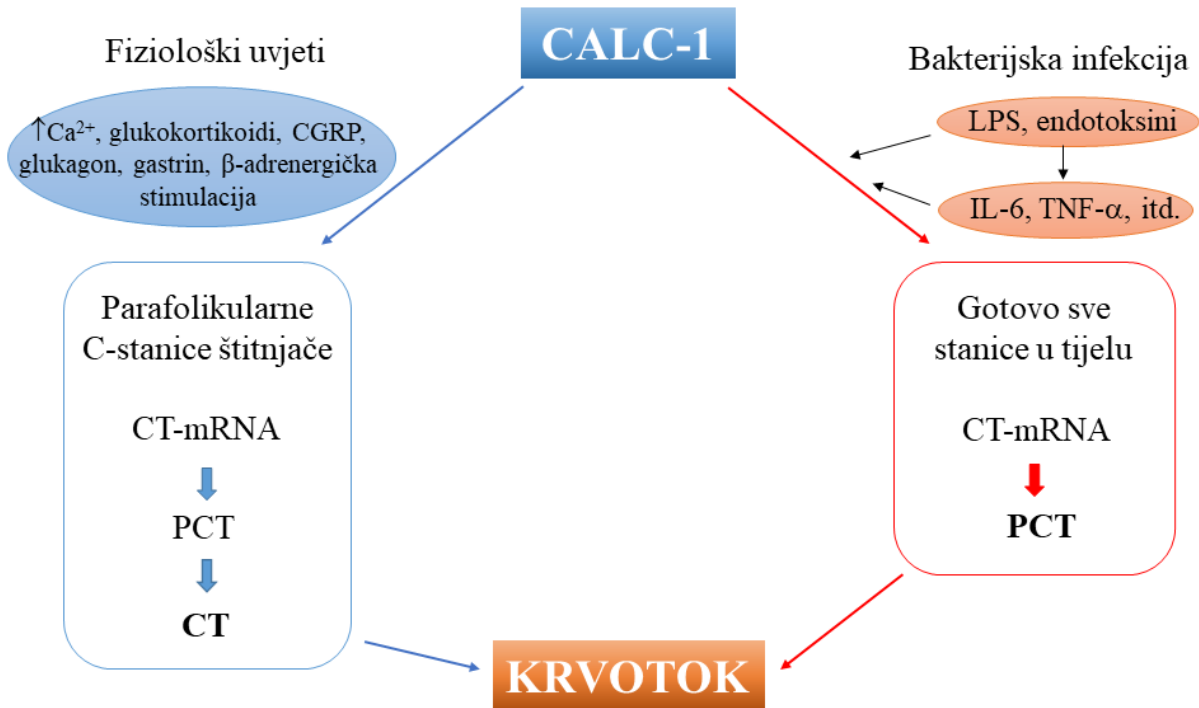 CALC-1
Fiziološki uvjeti
↑Ca²⁺, glukokortikoidi, CGRP,
glukagon, gastrin, β-adrenergička
stimulacija
Bakterijska infekcija
LPS, endotoksini
IL-6, TNF-α, itd.
Parafolikularne
C-stanice štitnjače
CT-mRNA
PCT
CT
Gotovo sve
stanice u tijelu
CT-mRNA
PCT
KRVOTOK